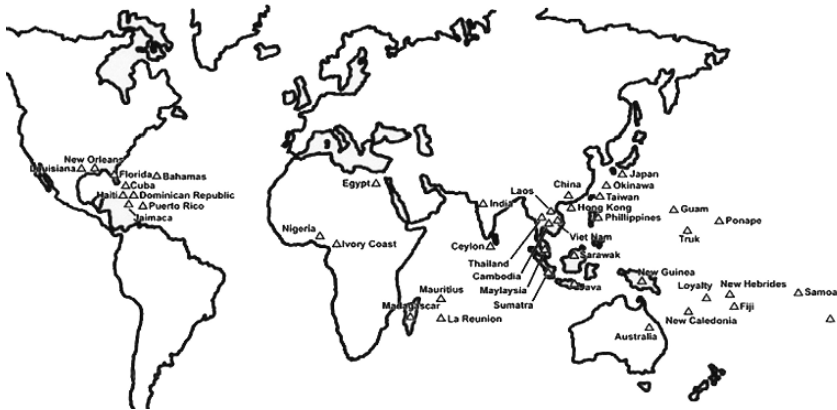 New Orleans
Louisiana
Florida
Bahamas
Cuba
Haiti
Dominican Republic
Puerto Rico
Jaimaca
Egypt
Nigeria
Ivory Coast
India
Ceylon
Laos
China
Japan
Okinawa
Taiwan
Hong Kong
Phillippines
Guam
Ponape
Truk
Viet Nam
Thailand
Cambodia
Maylaysia
Sumatra
Sarawak
Java
New Guinea
Mauritius
Madagascar
La Reunion
Loyalty
New Hebrides
Samoa
Fiji
New Caledonia
Australia